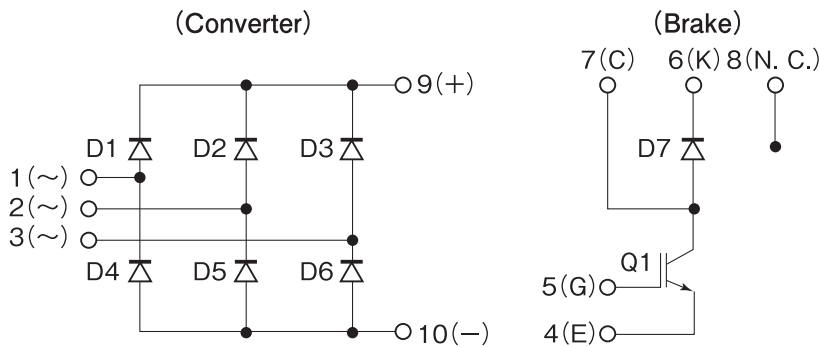 (Converter)
9(+)
D1
D2
D3
1(～)
2(～)
3(～)
D4
D5
D6
10(−)
(Brake)
7(C)
6(K)
8(N. C.)
D7
Q1
5(G)
4(E)